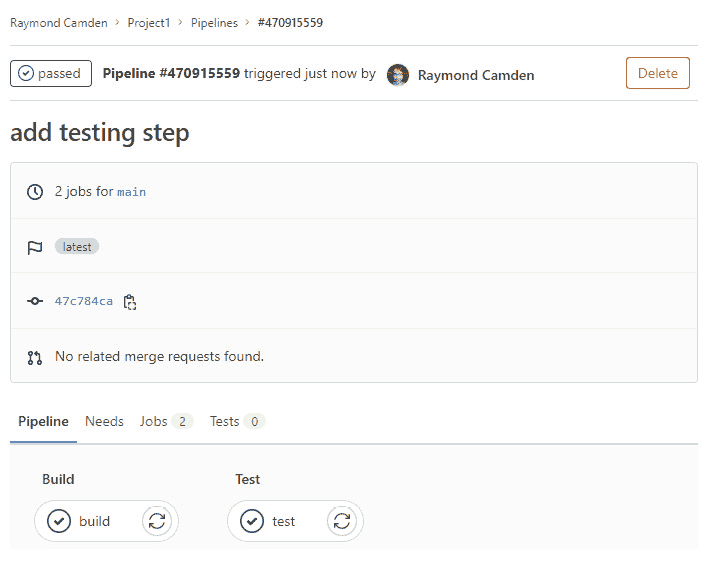 Raymond Camden > Project1 > Pipelines > #470915559
passed Pipeline #470915559 triggered just now by Raymond Camden Delete
add testing step
2 jobs for main
latest
47c784ca
No related merge requests found.
Pipeline Needs Jobs 2 Tests 0
Build Test
build test